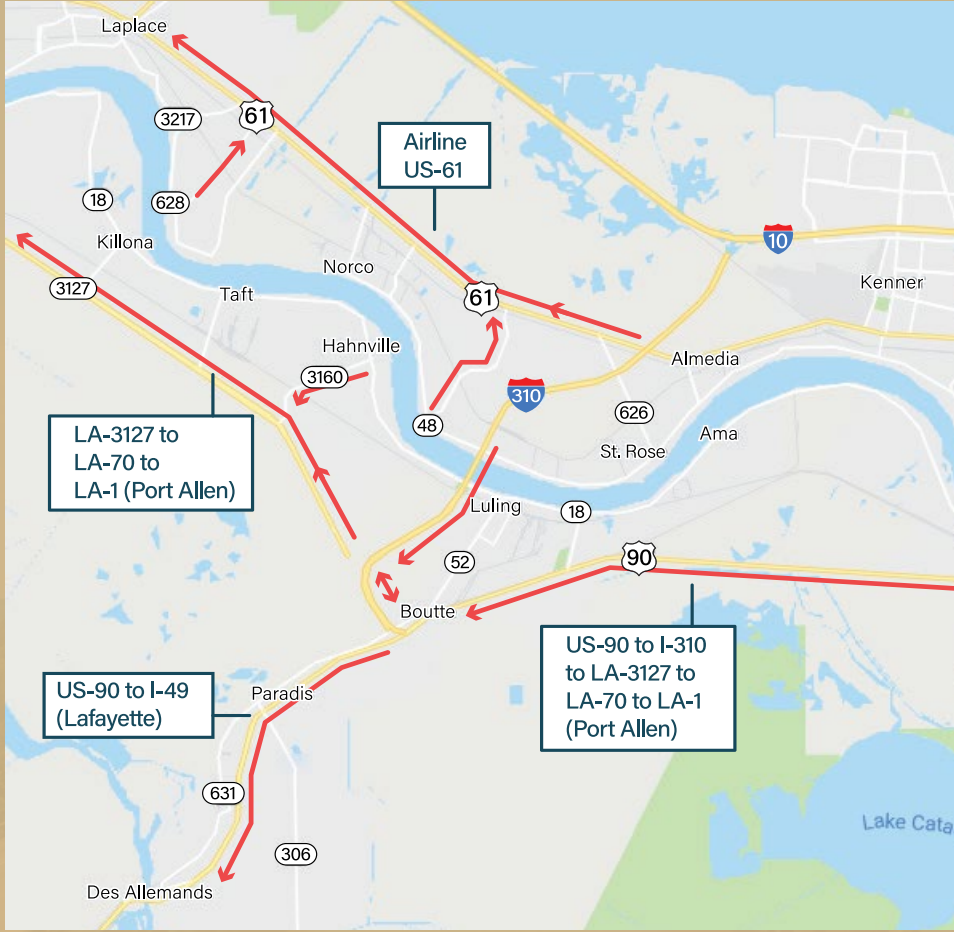 Laplace
3217
61
Airline
US-61
628
18
10
Killona
Kenner
Norco
3127
Taft
61
Hahnville
Almedia
3160
310
626
48
Ama
St. Rose
LA-3127 to
LA-70 to
LA-1 (Port Allen)
Luling
18
52
90
Boutte
US-90 to I-310
to LA-3127 to
LA-70 to LA-1
(Port Allen)
US-90 to I-49
(Lafayette)
Paradis
631
Lake Cata
306
Des Allemands